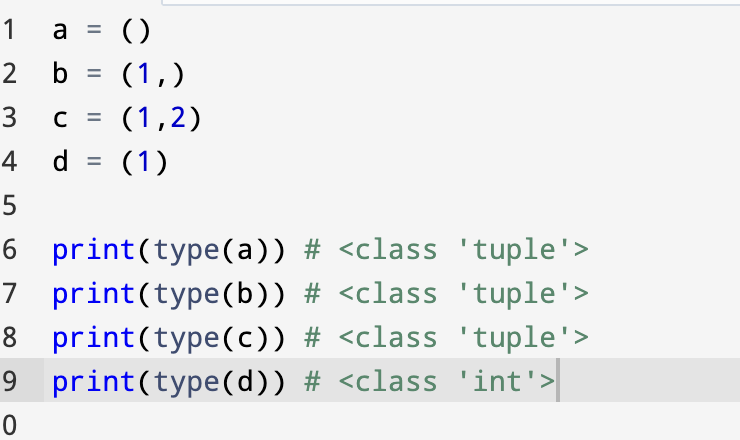 1 a = ()
2 b = (1,)
3 c = (1,2)
4 d = (1)
5
6 print(type(a)) # <class 'tuple'>
7 print(type(b)) # <class 'tuple'>
8 print(type(c)) # <class 'tuple'>
9 print(type(d)) # <class 'int'>
0